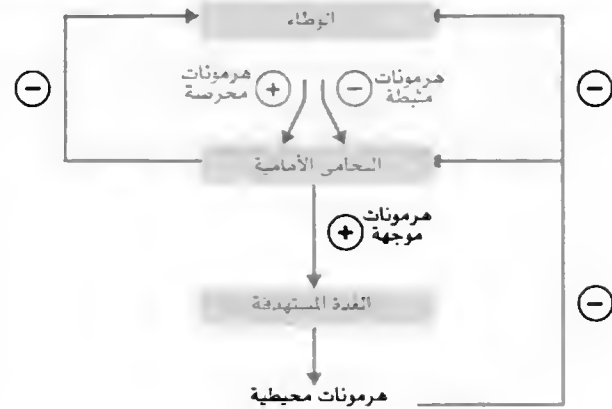 الوطاء
هرمونات
محرضة
+
−
هرمونات
مثبطة
−
−
النخامى الأمامية
هرمونات
موجهة
+
الغدة المستهدفة
−
هرمونات محيطية